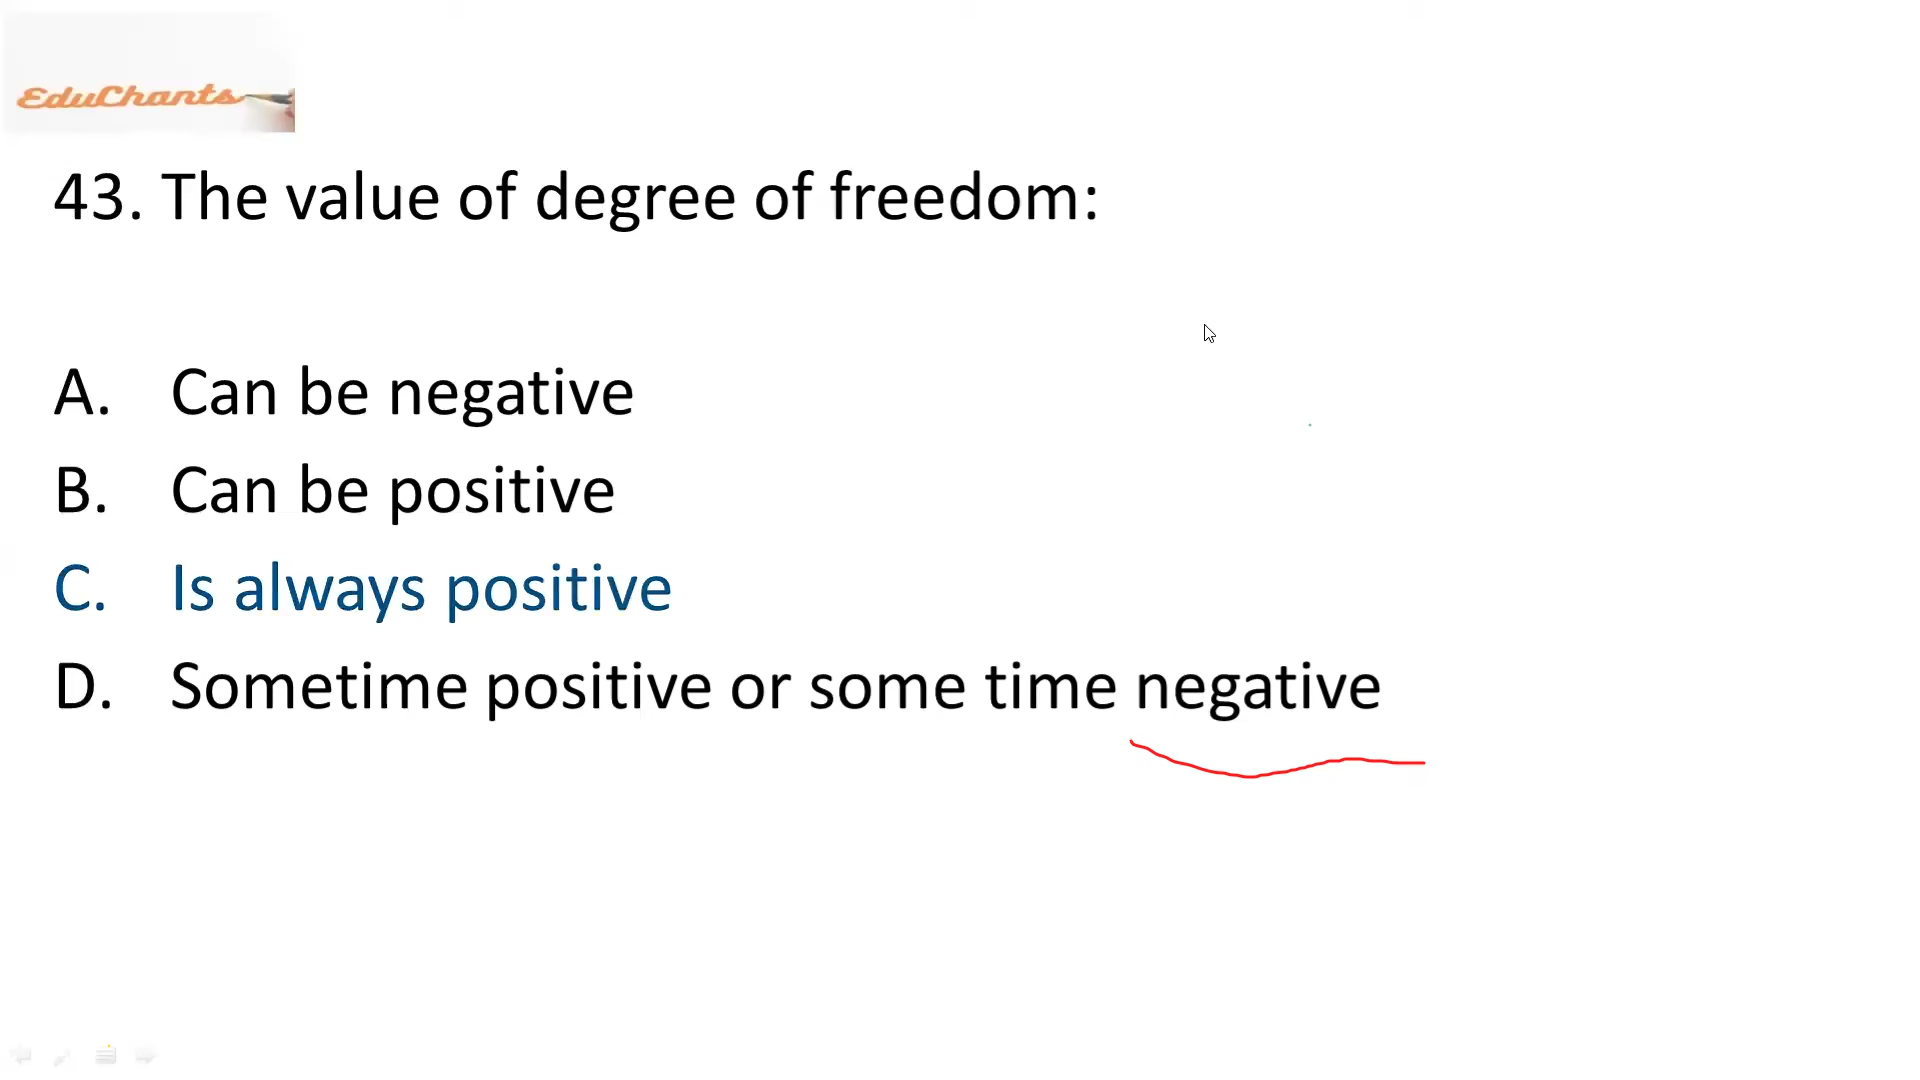 EduChants
43. The value of degree of freedom:
A. Can be negative
B. Can be positive
C. Is always positive
D. Sometime positive or some time negative